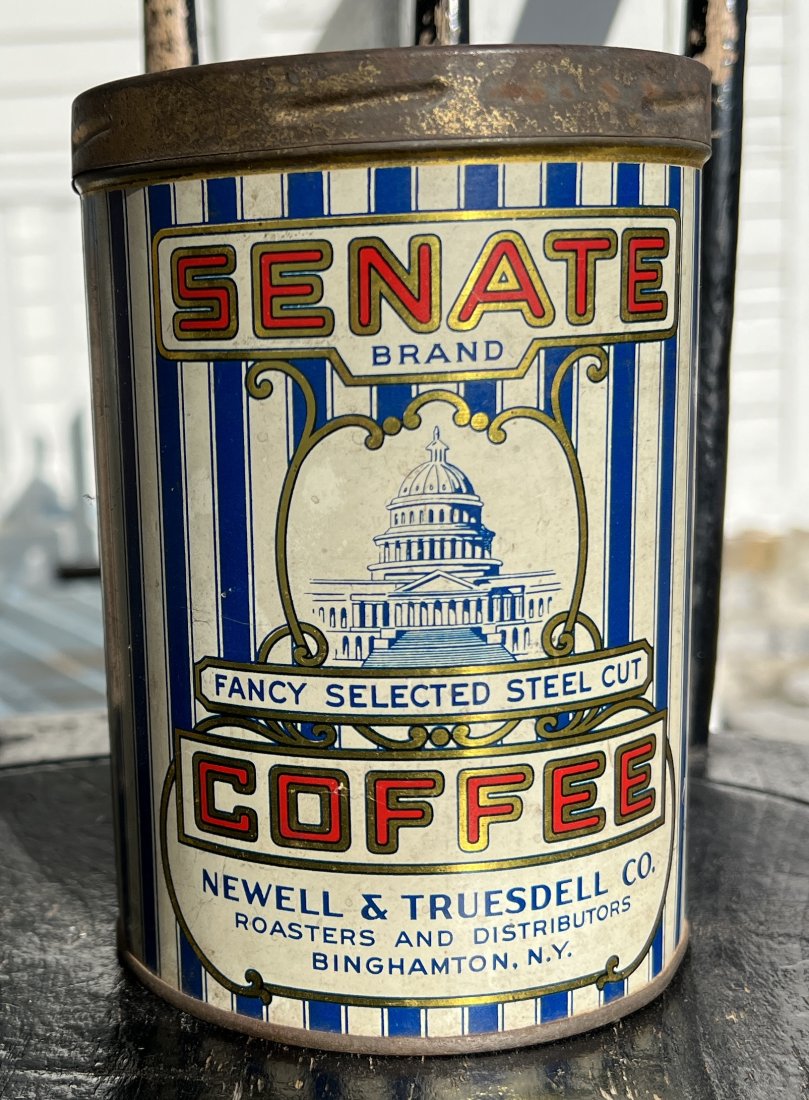 SENATE
BRAND
FANCY SELECTED STEEL CUT
COFFEE
NEWELL & TRUESDELL CO.
ROASTERS AND DISTRIBUTORS
BINGHAMTON, N.Y.